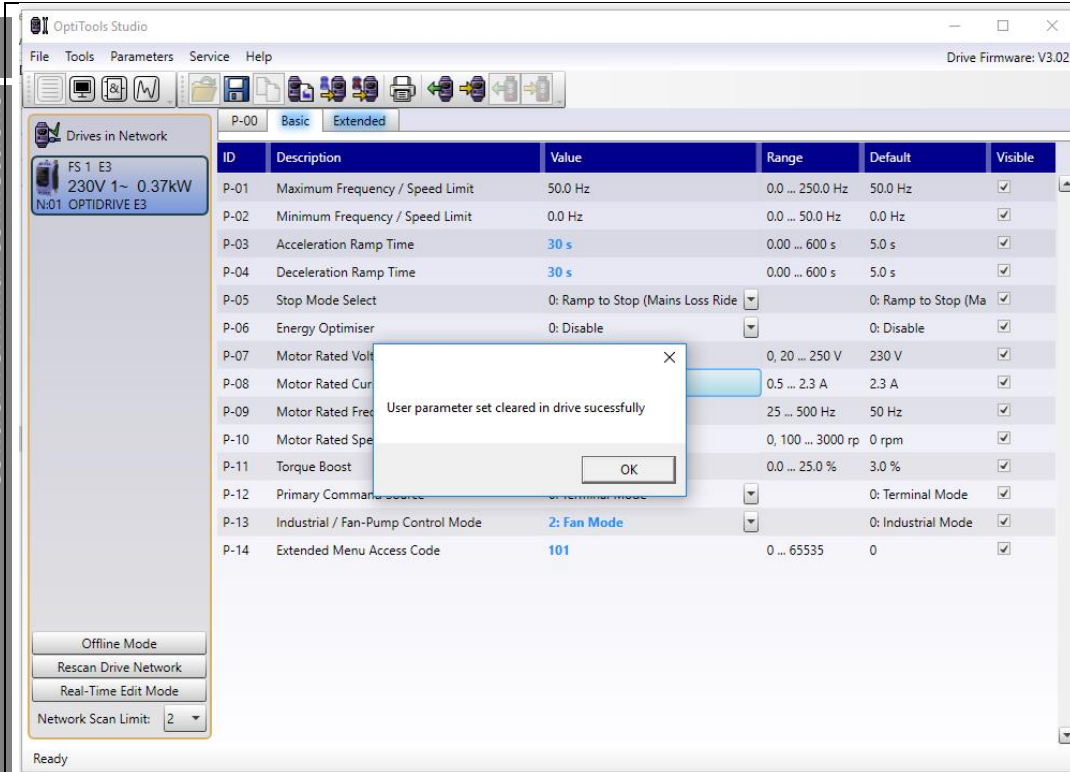 OptiTools Studio
File Tools Parameters Service Help Drive Firmware: V3.02
Drives in Network
FS 1 E3
230V 1~ 0.37kW
N:01 OPTIDRIVE E3
P-00 Basic Extended
ID Description Value Range Default Visible
P-01 Maximum Frequency / Speed Limit 50.0 Hz 0.0 ... 250.0 Hz 50.0 Hz
P-02 Minimum Frequency / Speed Limit 0.0 Hz 0.0 ... 50.0 Hz 0.0 Hz
P-03 Acceleration Ramp Time 30 s 0.00 ... 600 s 5.0 s
P-04 Deceleration Ramp Time 30 s 0.00 ... 600 s 5.0 s
P-05 Stop Mode Select 0: Ramp to Stop (Mains Loss Ride 0: Ramp to Stop (Ma
P-06 Energy Optimiser 0: Disable 0: Disable
P-07 Motor Rated Volt 0, 20 ... 250 V 230 V
P-08 Motor Rated Cur 0.5 ... 2.3 A 2.3 A
P-09 Motor Rated Fre 25 ... 500 Hz 50 Hz
P-10 Motor Rated Spe 0, 100 ... 3000 rp 0 rpm
P-11 Torque Boost 0.0 ... 25.0 % 3.0 %
P-12 Primary Command Source 0: Terminal Mode 0: Terminal Mode
P-13 Industrial / Fan-Pump Control Mode 2: Fan Mode 0: Industrial Mode
P-14 Extended Menu Access Code 101 0 ... 65535 0
User parameter set cleared in drive sucessfully
OK
Offline Mode
Rescan Drive Network
Real-Time Edit Mode
Network Scan Limit: 2
Ready